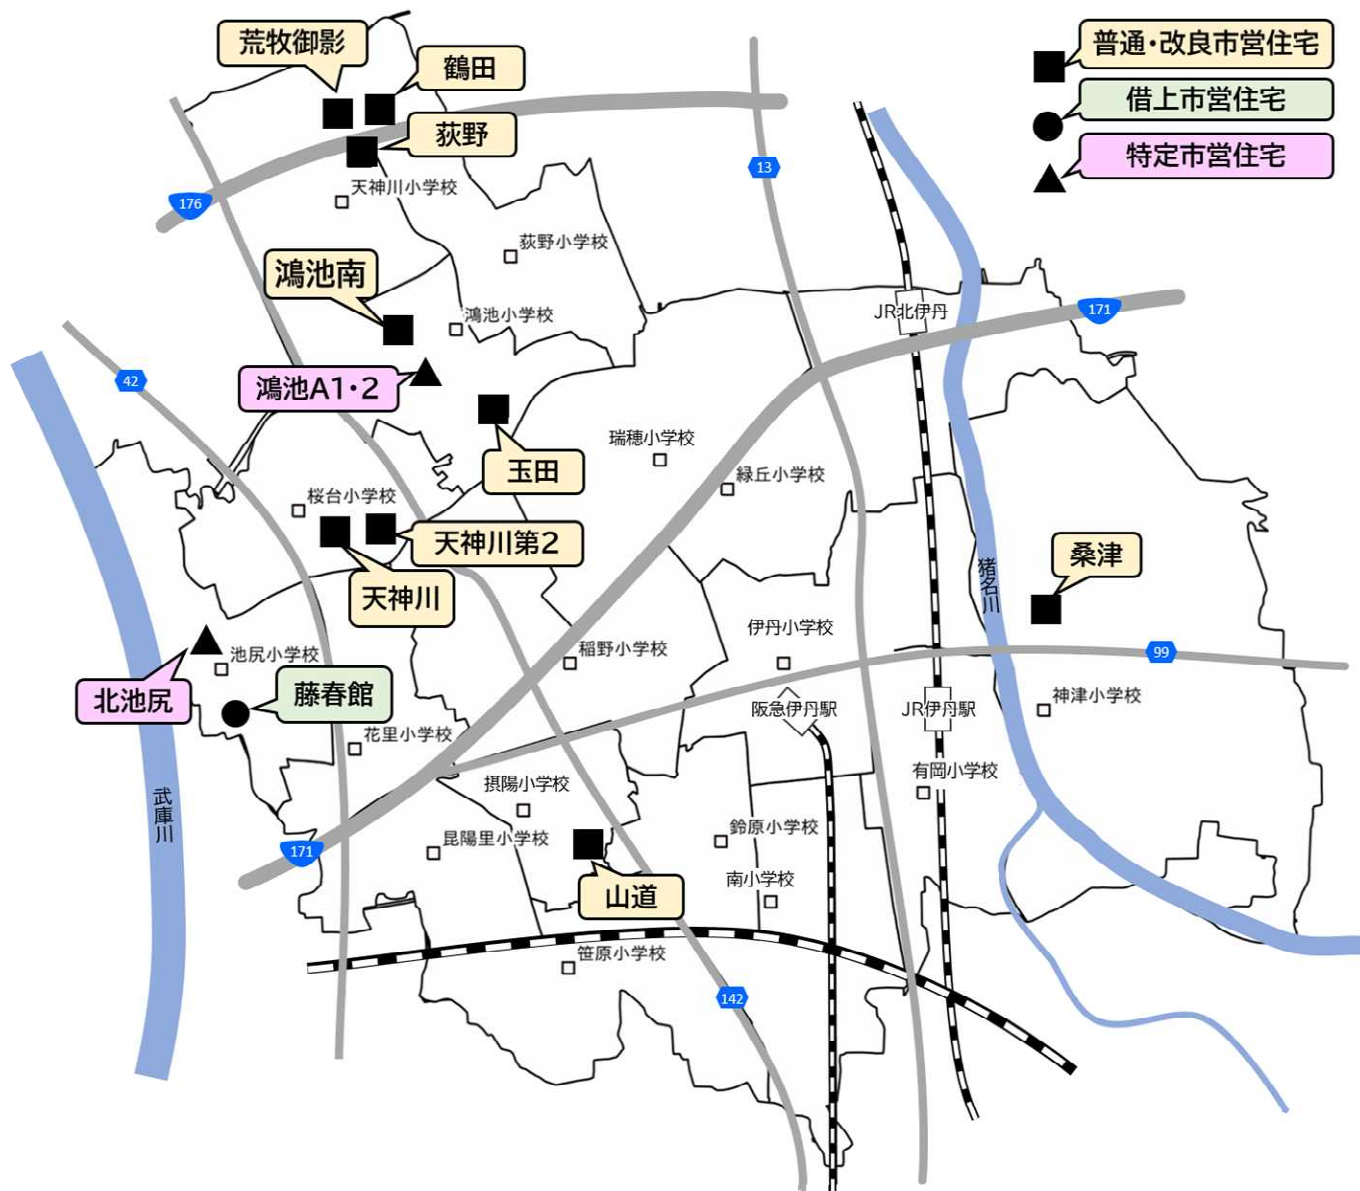 荒牧御影
鶴田
荻野
普通・改良市営住宅
借上市営住宅
特定市営住宅
13
天神川小学校
176
荻野小学校
鴻池南
鴻池小学校
JR北伊丹
171
42
鴻池A1・2
瑞穂小学校
玉田
緑丘小学校
桜台小学校
天神川第2
天神川
桑津
猪名川
伊丹小学校
稲野小学校
池尻小学校
99
北池尻
藤春館
阪急伊丹駅
JR伊丹駅
神津小学校
花里小学校
有岡小学校
摂陽小学校
武庫川
鈴原小学校
昆陽里小学校
171
南小学校
山道
笹原小学校
142